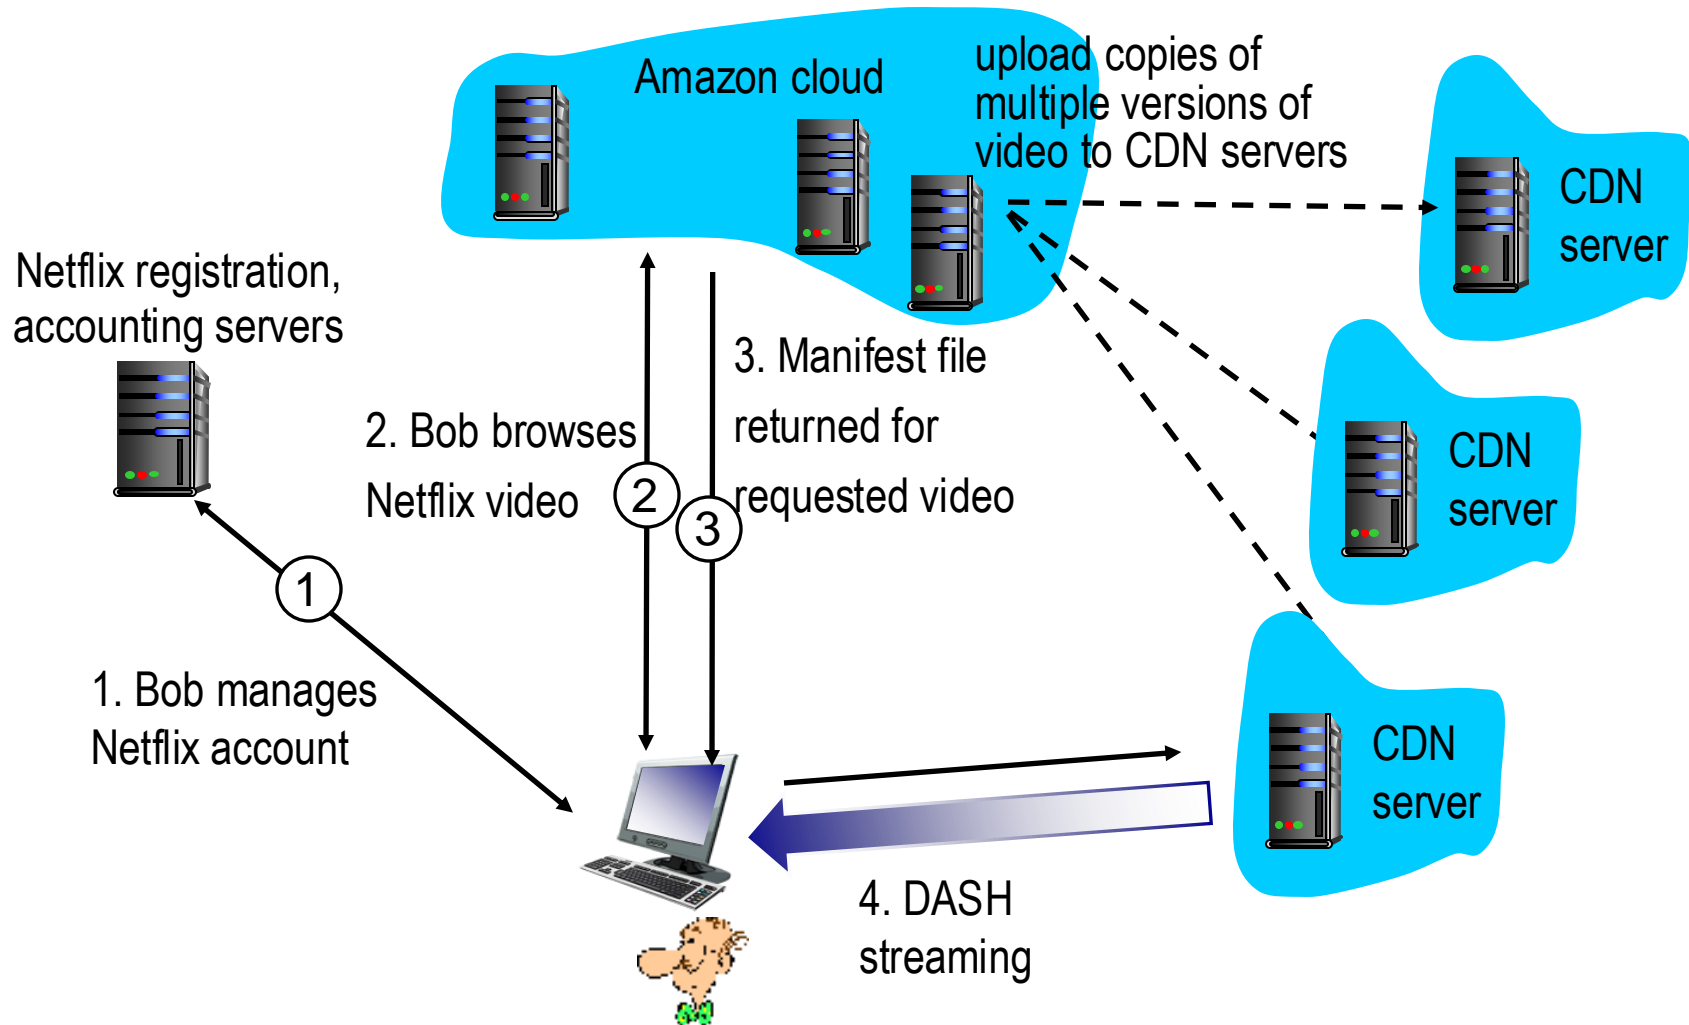 Amazon cloud
upload copies of
multiple versions of
video to CDN servers
CDN
server
Netflix registration,
accounting servers
3. Manifest file
returned for
requested video
2. Bob browses
Netflix video
CDN
server
2
3
1
1. Bob manages
Netflix account
CDN
server
4. DASH
streaming